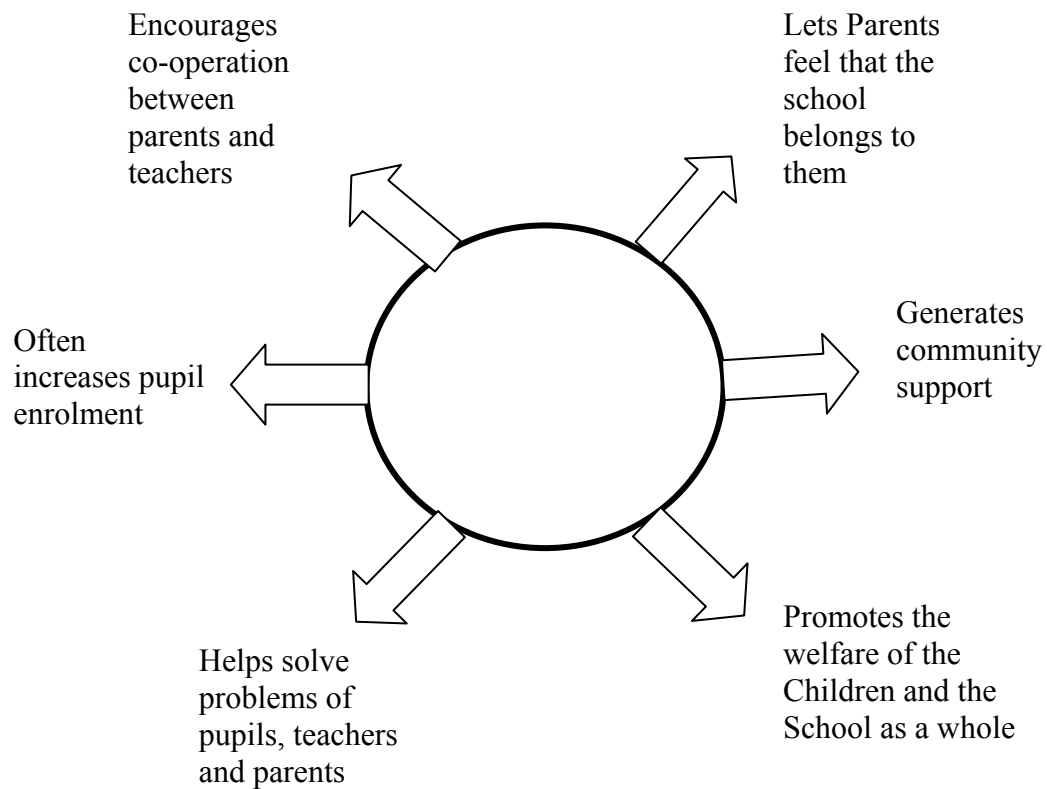 Encourages
co-operation
between
parents and
teachers
Lets Parents
feel that the
school
belongs to
them
Often
increases pupil
enrolment
Generates
community
support
Helps solve
problems of
pupils, teachers
and parents
Promotes the
welfare of the
Children and the
School as a whole